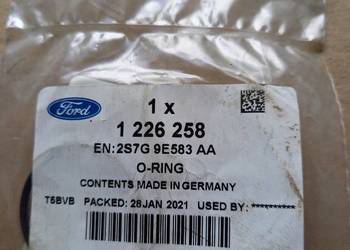 Ford
1 x
1 226 258
EN: 2S7G 9E583 AA
O-RING
CONTENTS MADE IN GERMANY
T5BVB PACKED: 28JAN 2021 USED BY: *********